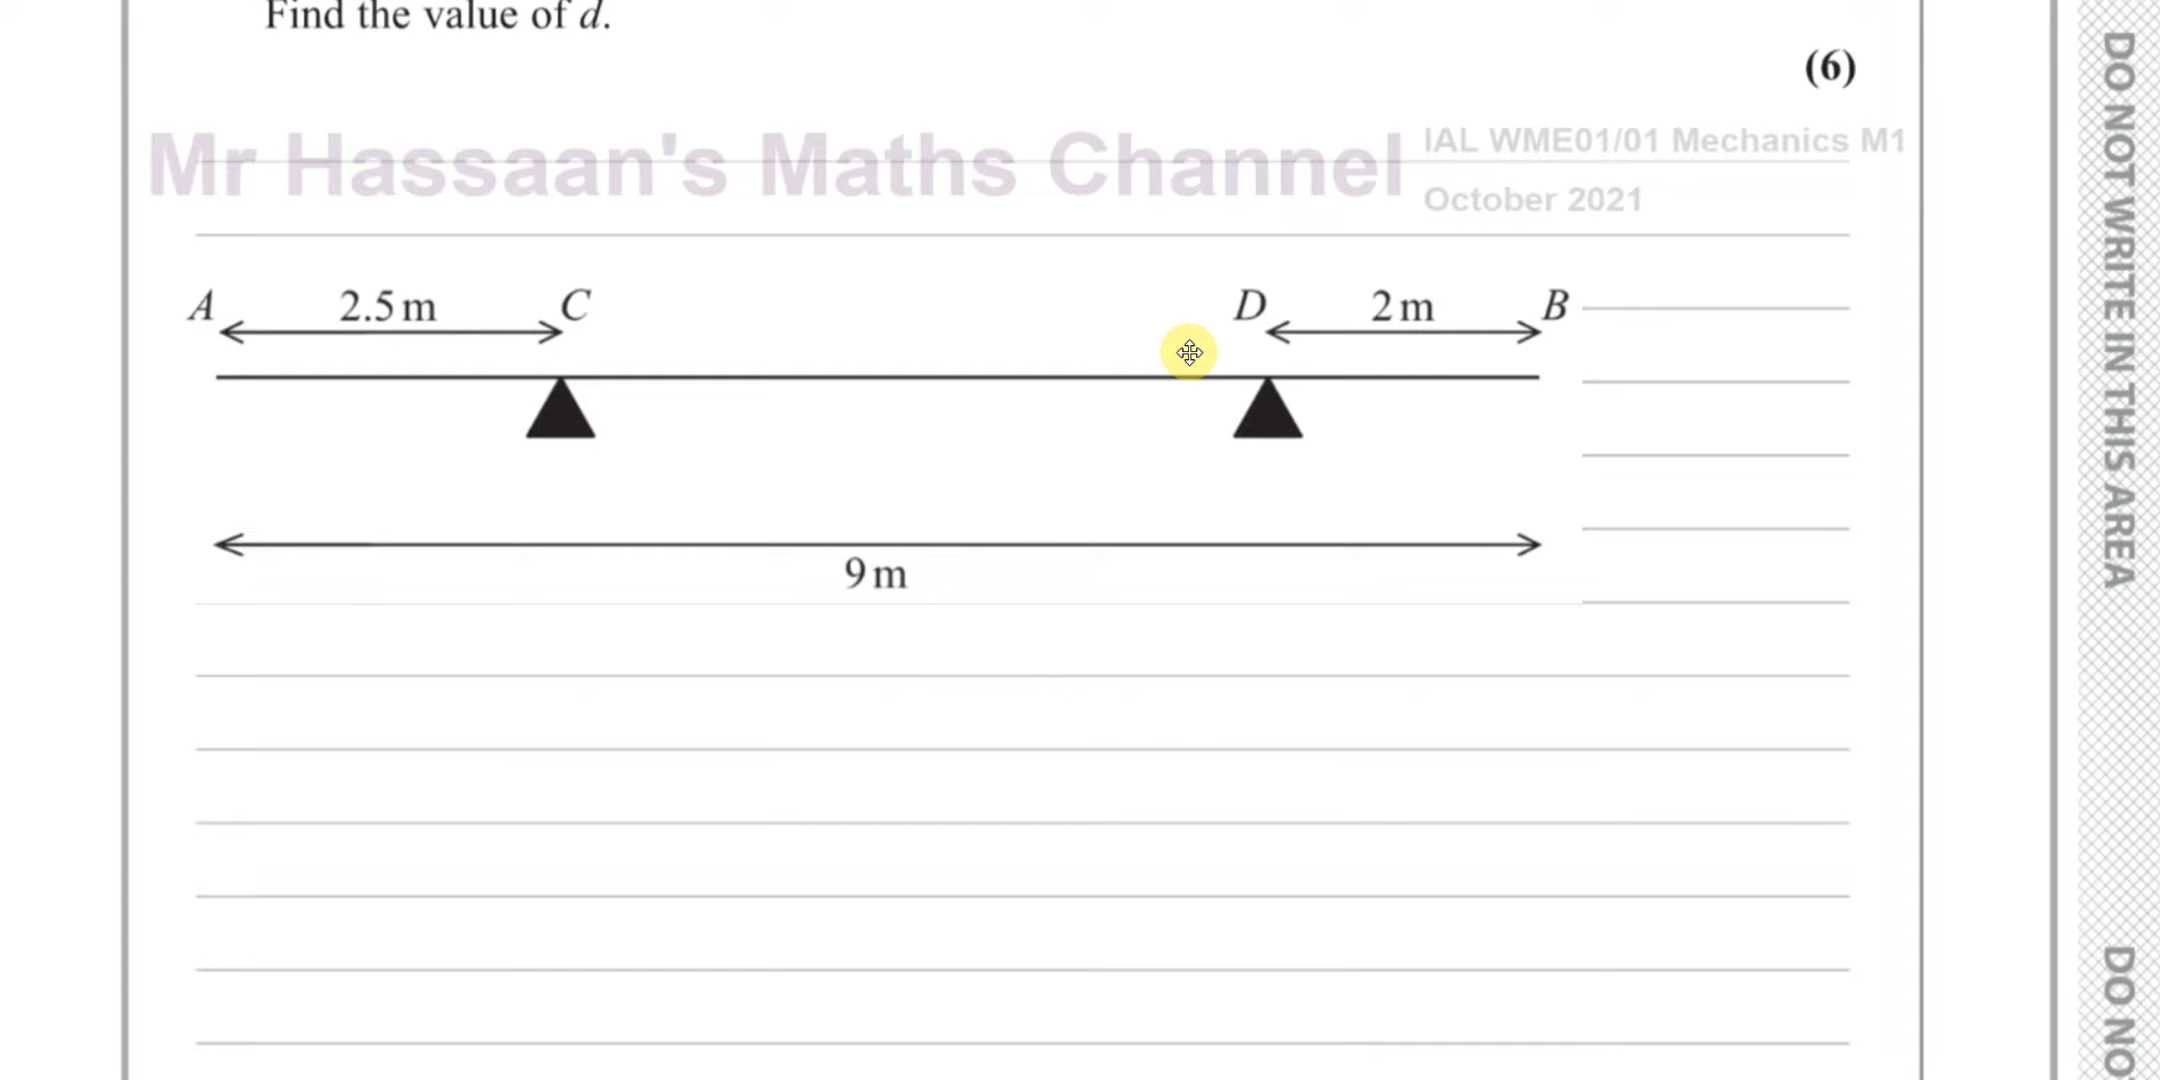 Find the value of d.
(6)
Mr Hassaan's Maths Channel
IAL WME01/01 Mechanics M1
October 2021
A 2.5 m C D 2 m B
9 m
DO NOT WRITE IN THIS AREA
DO NO